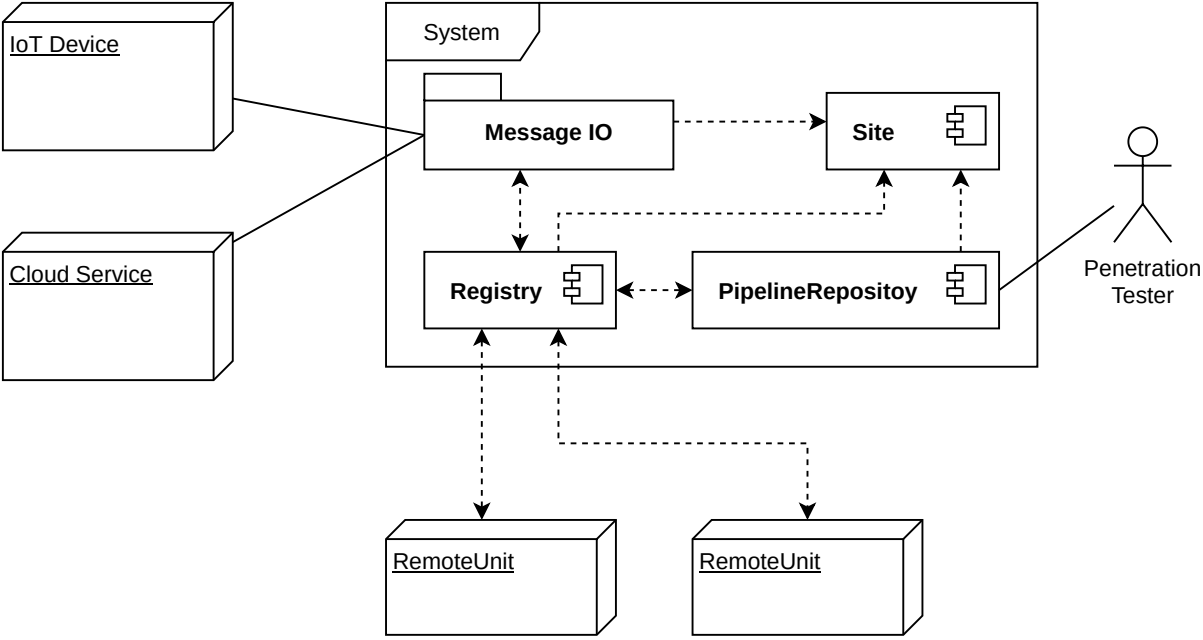 IoT Device
System
Message IO
Site
Cloud Service
Registry
PipelineRepositoy
Penetration
Tester
RemoteUnit
RemoteUnit